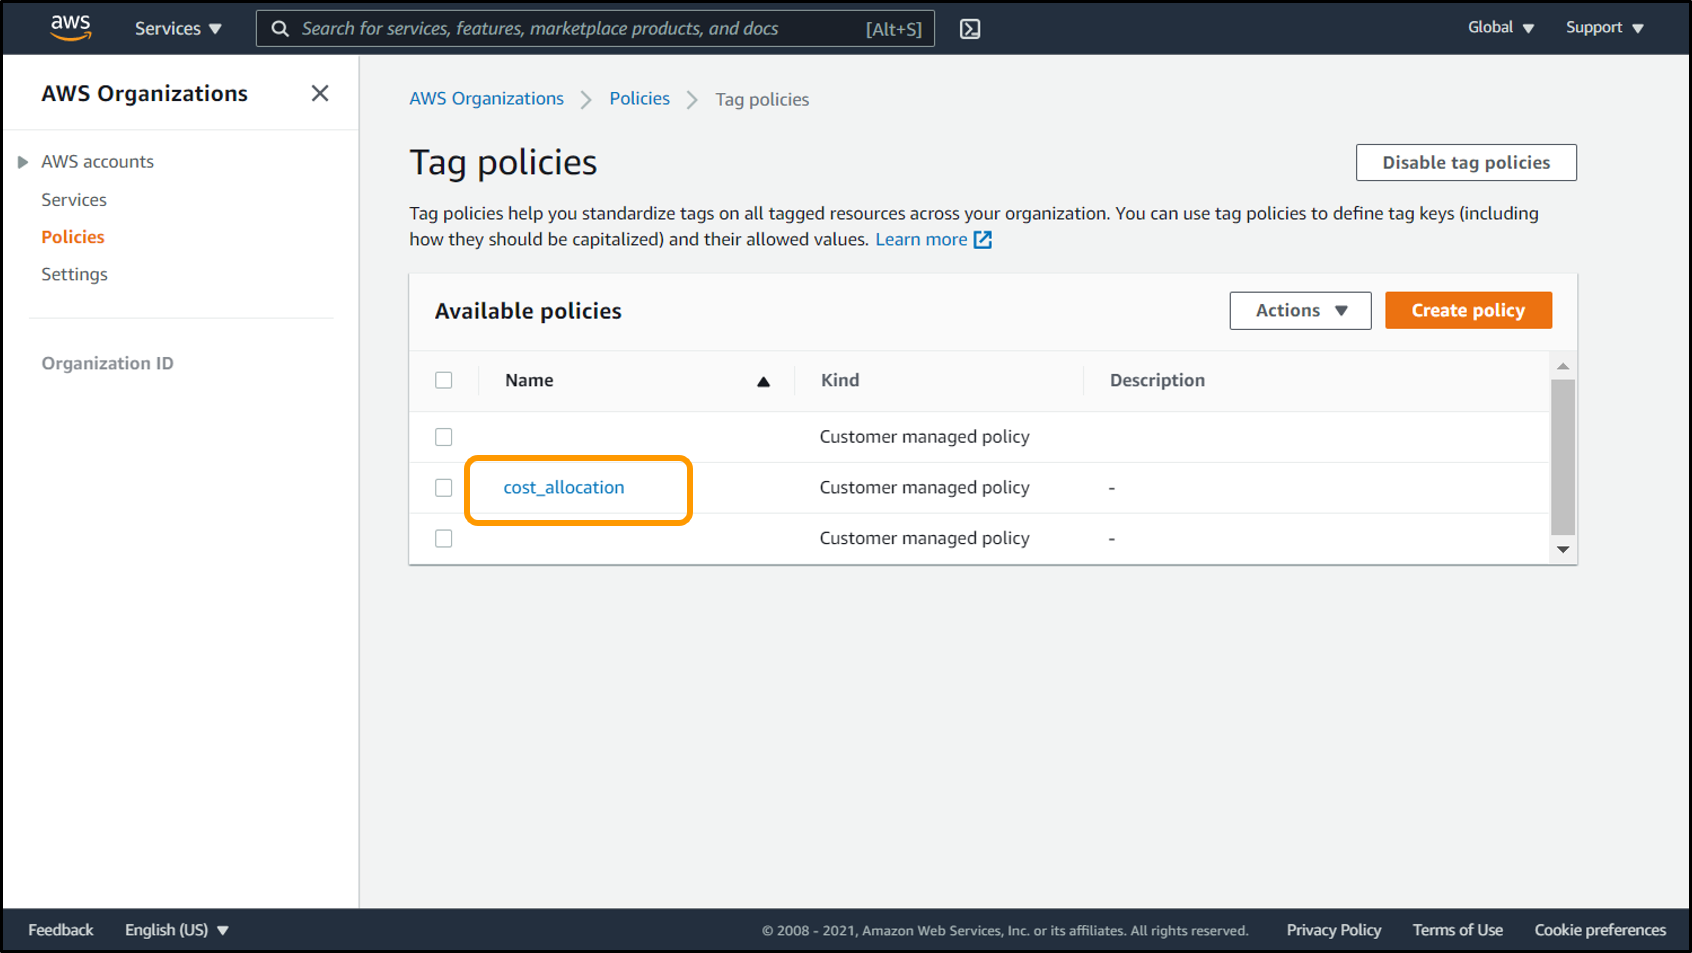 aws Services Search for services, features, marketplace products, and docs [Alt+S] Global Support
AWS Organizations
AWS accounts
Services
Policies
Settings
Organization ID
AWS Organizations Policies Tag policies
Tag policies
Disable tag policies
Tag policies help you standardize tags on all tagged resources across your organization. You can use tag policies to define tag keys (including
how they should be capitalized) and their allowed values. Learn more
Available policies
Actions
Create policy
Name Kind Description
Customer managed policy
cost_allocation Customer managed policy -
Customer managed policy -
Feedback English (US) © 2008 - 2021, Amazon Web Services, Inc. or its affiliates. All rights reserved. Privacy Policy Terms of Use Cookie preferences